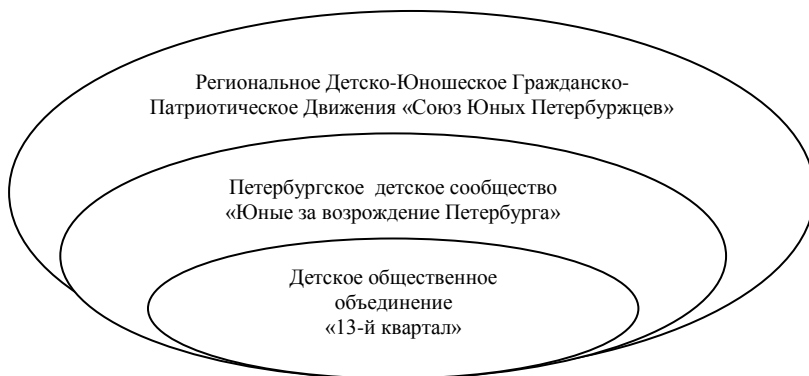 Региональное Детско-Юношеское Гражданско-
Патриотическое Движения «Союз Юных Петербуржцев»
Петербургское детское сообщество
«Юные за возрождение Петербурга»
Детское общественное
объединение
«13-й квартал»